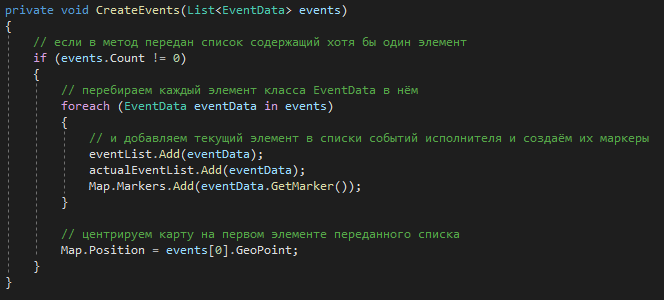 private void CreateEvents(List<EventData> events)
{
// если в метод передан список содержащий хотя бы один элемент
if (events.Count != 0)
{
// перебираем каждый элемент класса EventData в нём
foreach (EventData eventData in events)
{
// и добавляем текущий элемент в списки событий исполнителя и создаём их маркеры
eventList.Add(eventData);
actualEventList.Add(eventData);
Map.Markers.Add(eventData.GetMarker());
}
// центрируем карту на первом элементе переданного списка
Map.Position = events[0].GeoPoint;
}
}